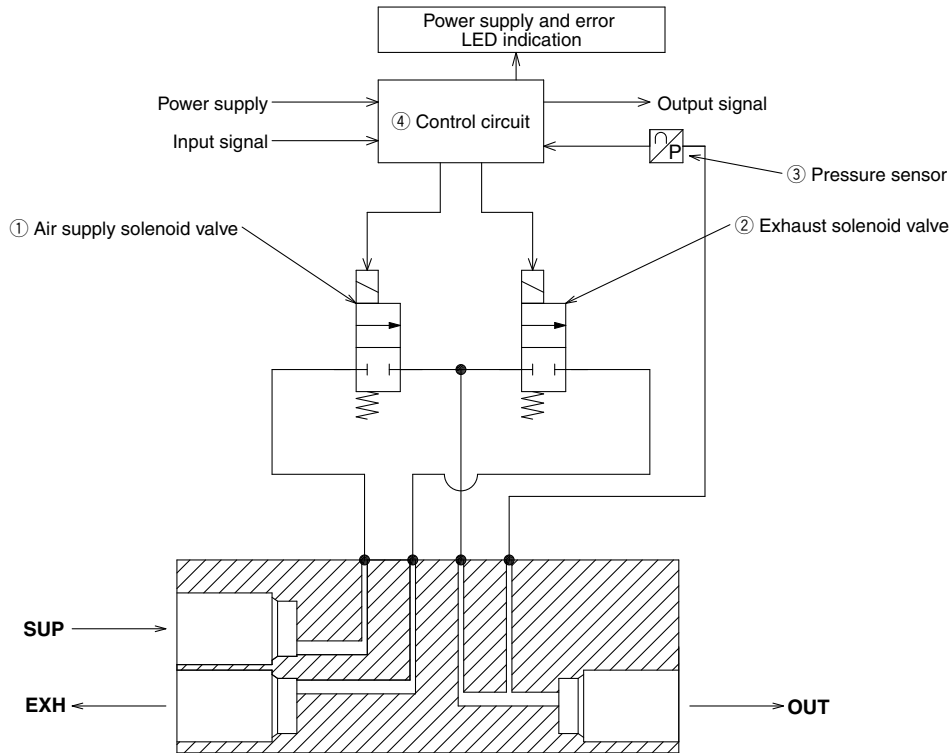 Power supply and error
LED indication
Power supply
④ Control circuit
Output signal
Input signal
P
③ Pressure sensor
① Air supply solenoid valve
② Exhaust solenoid valve
SUP
EXH
OUT